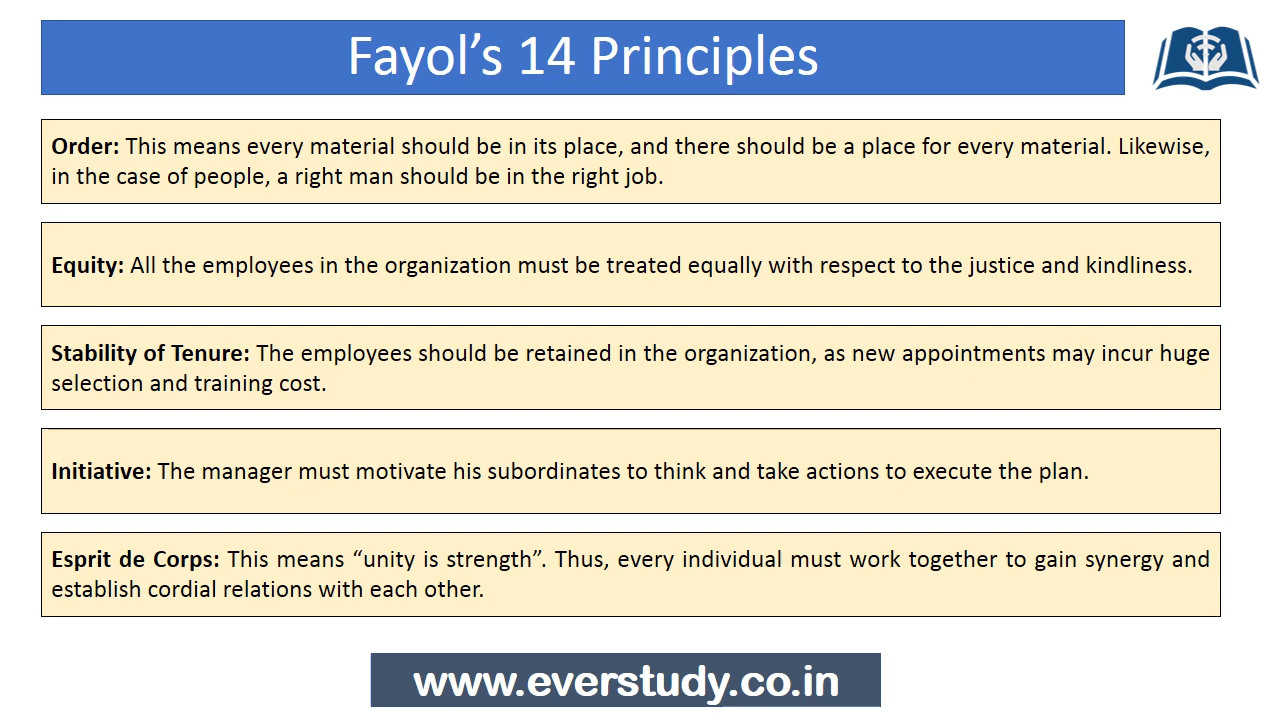 Fayol’s 14 Principles
Order: This means every material should be in its place, and there should be a place for every material. Likewise,
in the case of people, a right man should be in the right job.
Equity: All the employees in the organization must be treated equally with respect to the justice and kindliness.
Stability of Tenure: The employees should be retained in the organization, as new appointments may incur huge
selection and training cost.
Initiative: The manager must motivate his subordinates to think and take actions to execute the plan.
Esprit de Corps: This means “unity is strength”. Thus, every individual must work together to gain synergy and
establish cordial relations with each other.
www.everstudy.co.in